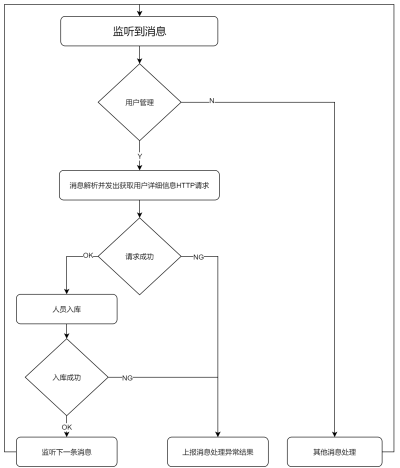 监听到消息
用户管理
N
Y
消息解析并发出获取用户详细信息HTTP请求
请求成功
OK
NG
人员入库
入库成功
NG
OK
监听下一条消息
上报消息处理异常结果
其他消息处理